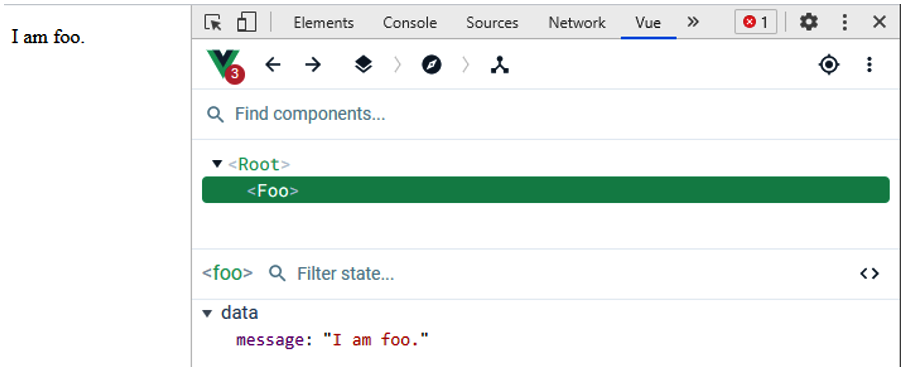 I am foo.
Elements Console Sources Network Vue » 1
3
Find components...
<Root>
<Foo>
<foo> Filter state...
data
message: "I am foo."